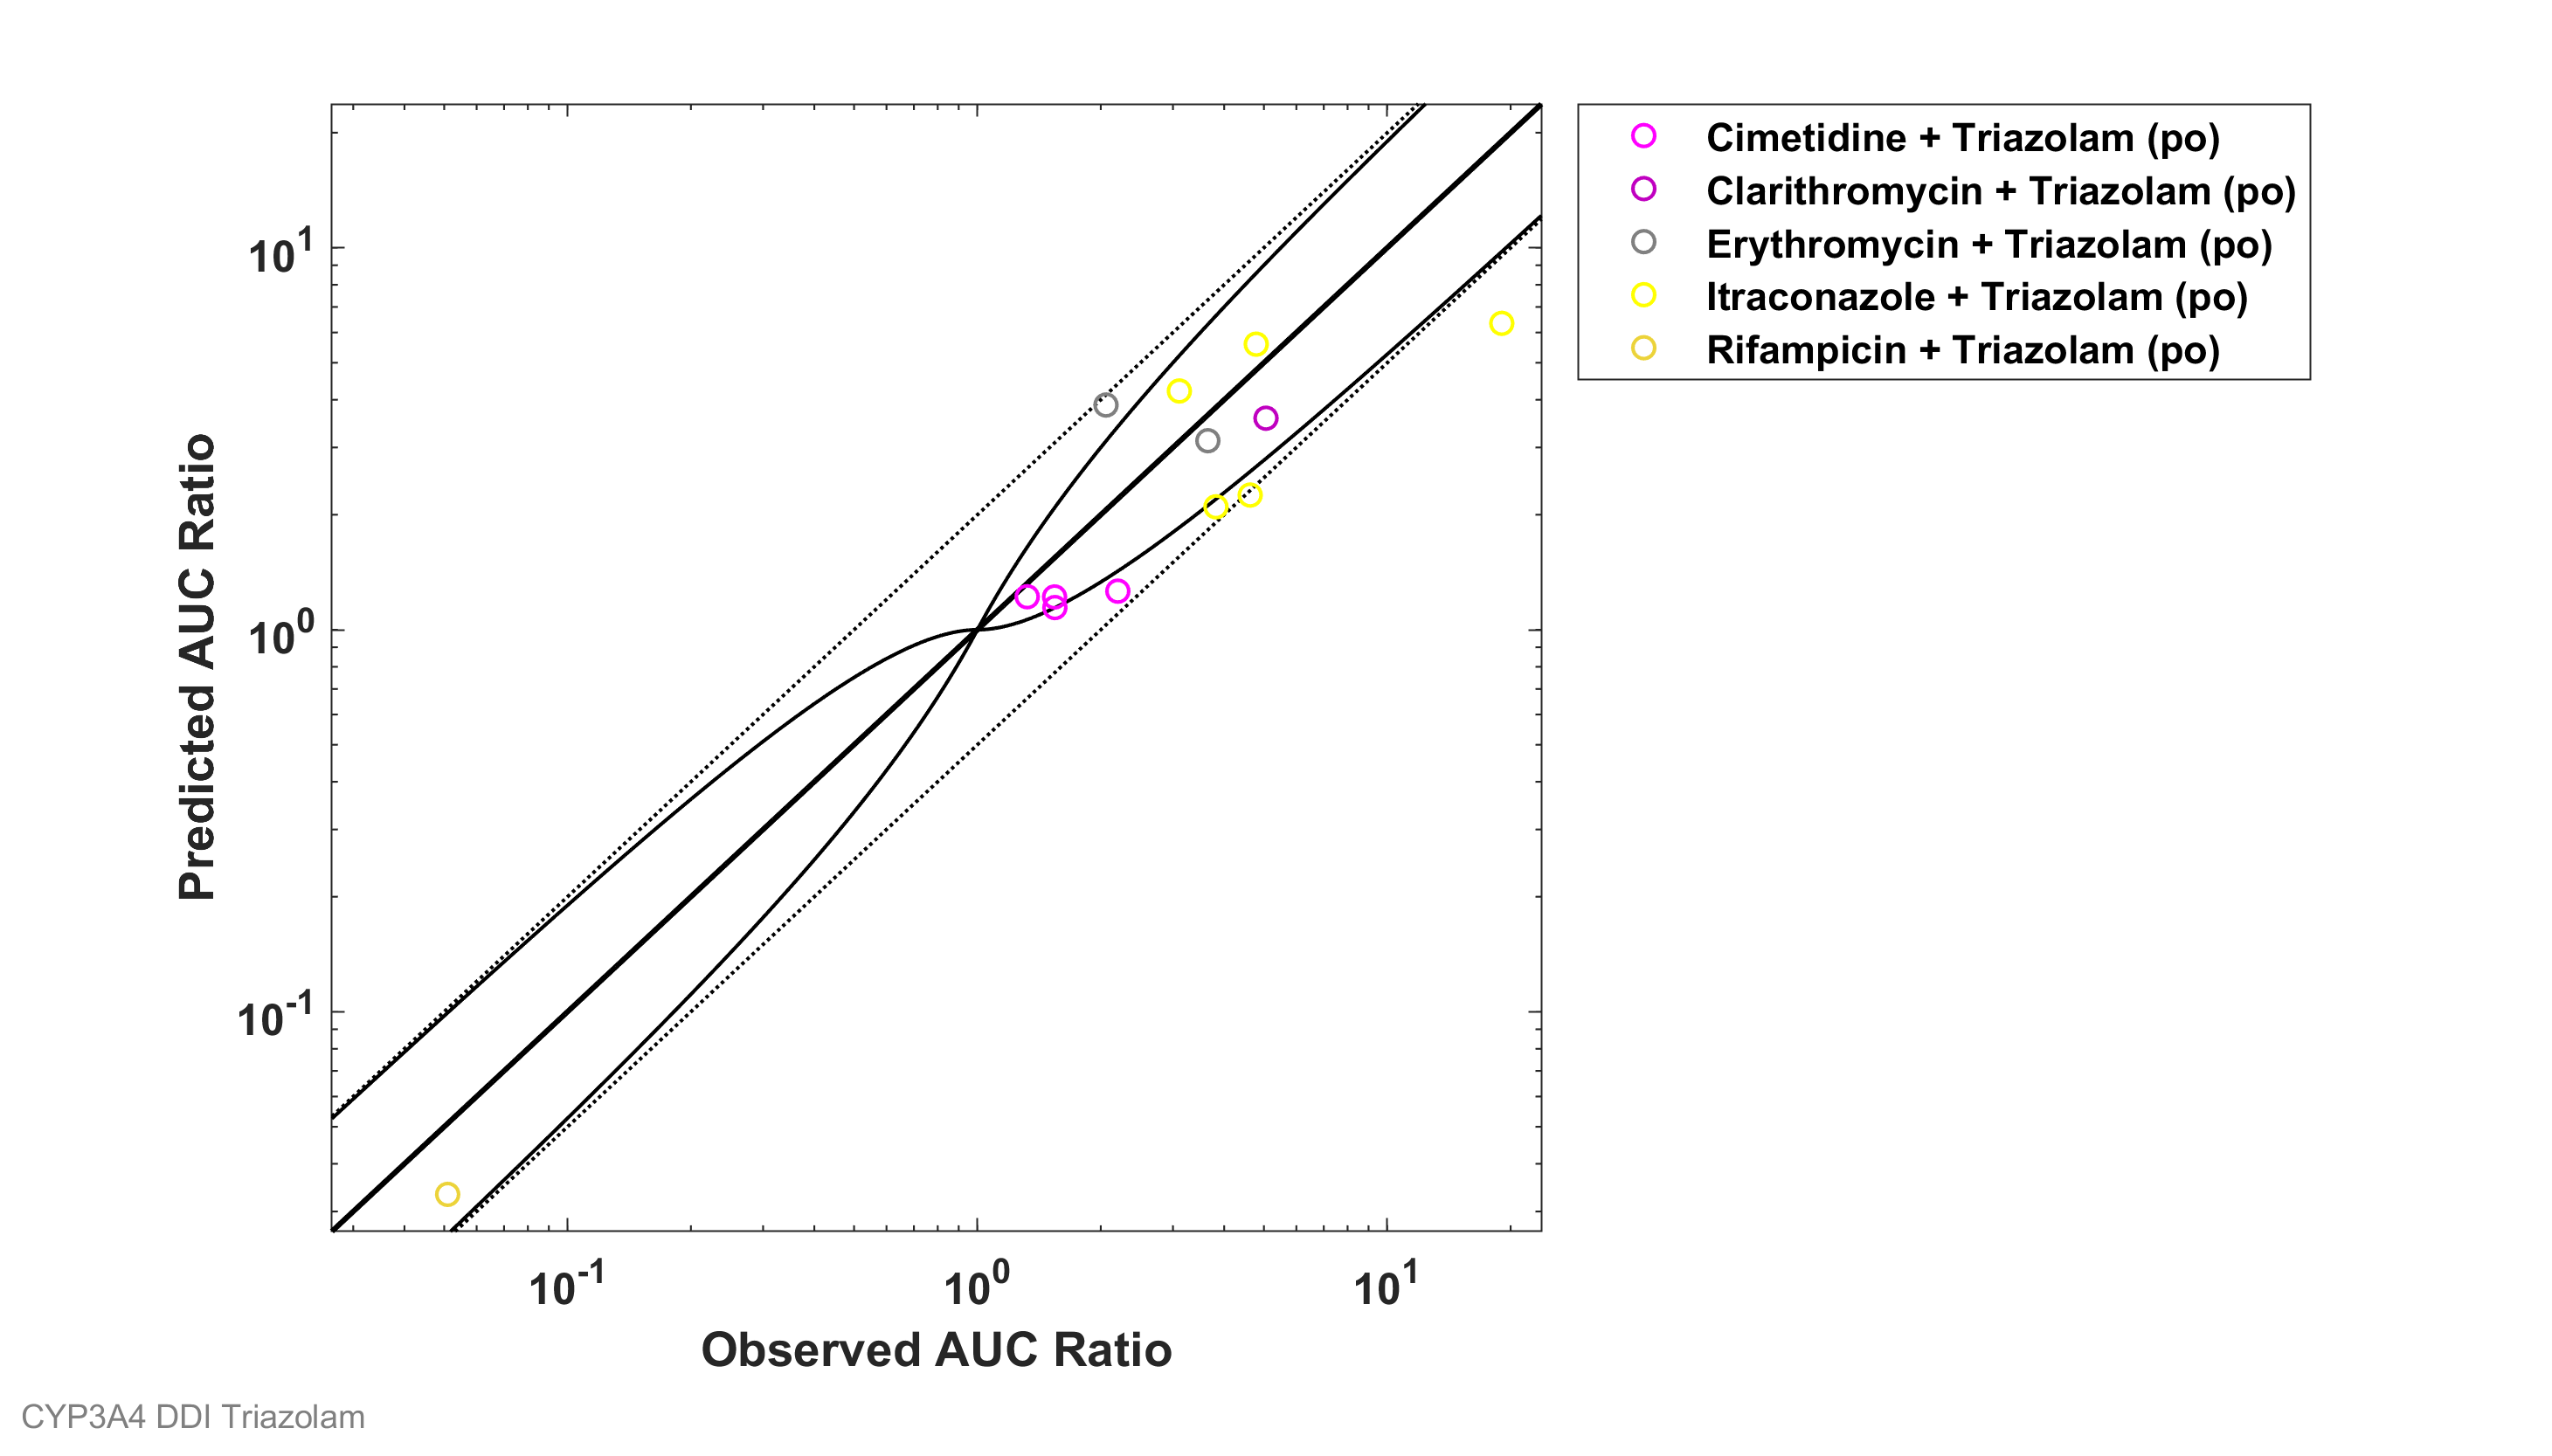 Cimetidine + Triazolam (po)
Clarithromycin + Triazolam (po)
Erythromycin + Triazolam (po)
Itraconazole + Triazolam (po)
Rifampicin + Triazolam (po)
10^1
10^0
10^-1
Predicted AUC Ratio
10^-1 10^0 10^1
Observed AUC Ratio
CYP3A4 DDI Triazolam